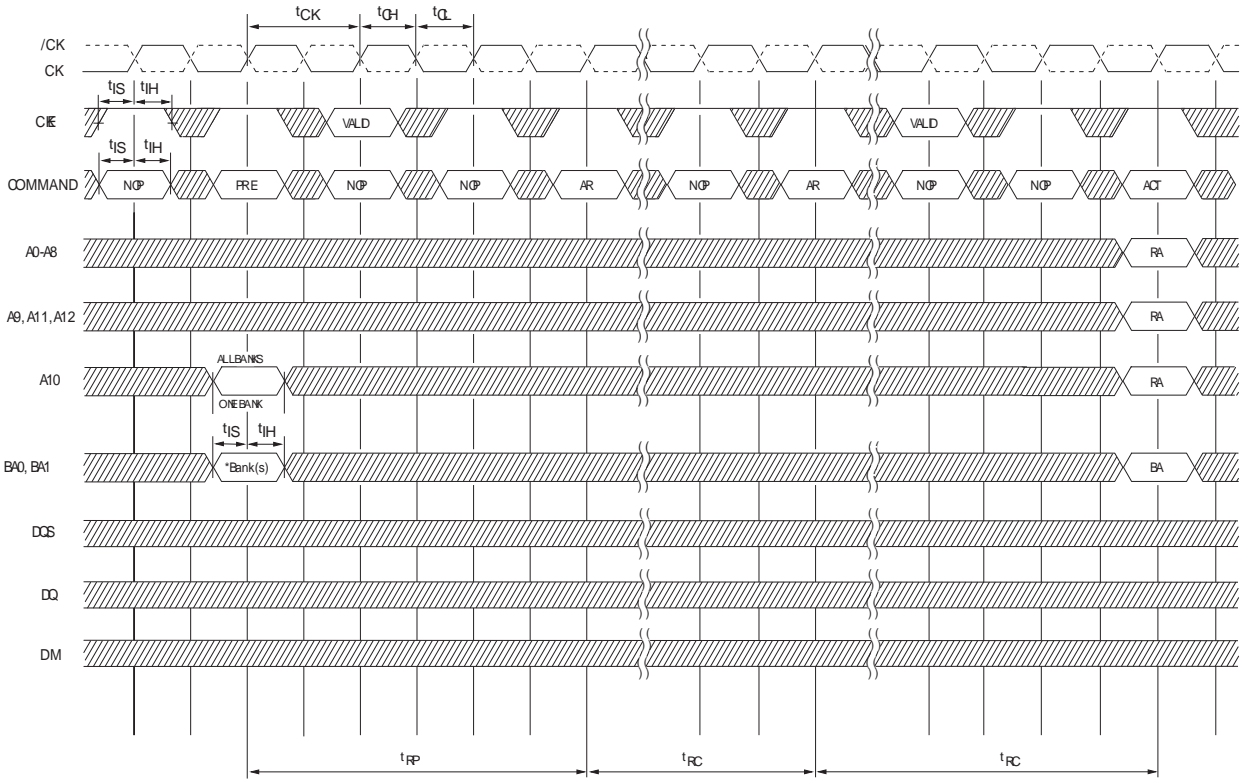 tCK tCH tCL
/CK
CK
tIS tIH
CKE VALID VALID
tIS tIH
COMMAND NOP PRE NOP NOP AR NOP AR NOP NOP ACT
A0-A8 RA
A9, A11, A12 RA
ALL BANKS
A10 RA
ONE BANK
tIS tIH
BA0, BA1 *Bank(s) BA
DQS
DQ
DM
tRP tRC tRC